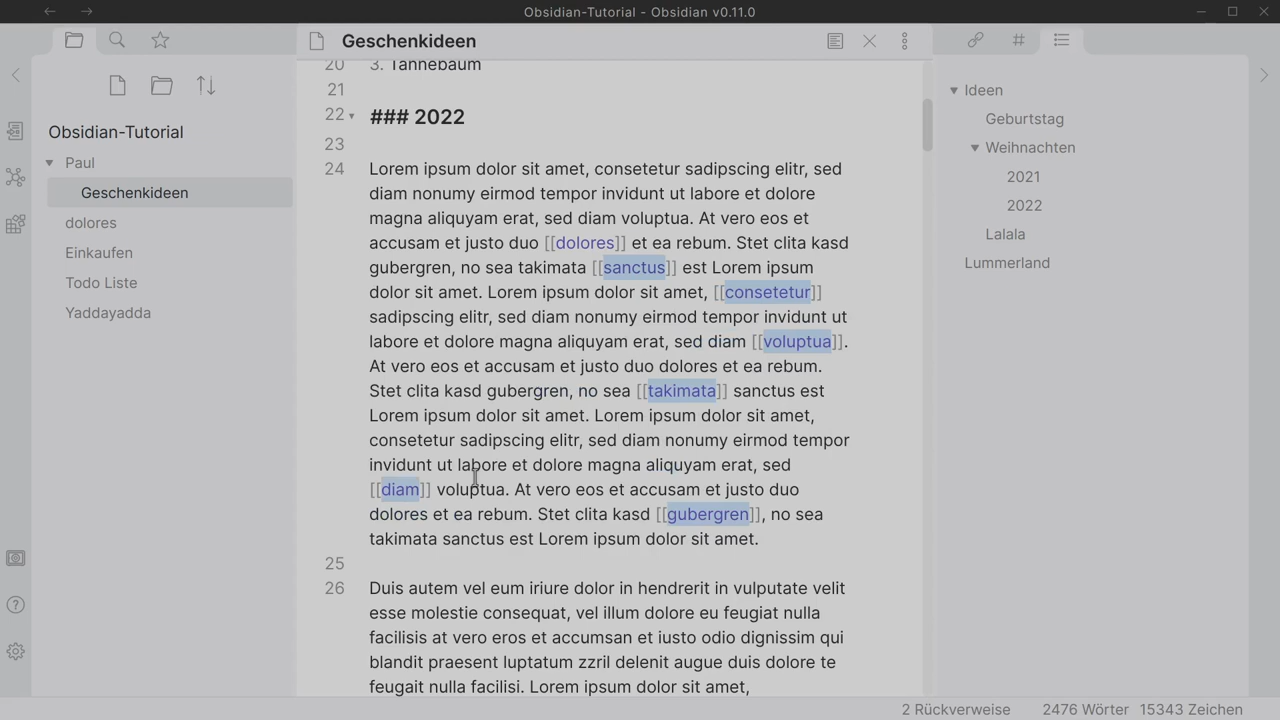 Obsidian-Tutorial - Obsidian v0.11.0
Geschenkideen
Obsidian-Tutorial
Paul
Geschenkideen
dolores
Einkaufen
Todo Liste
Yaddayadda
20 3. Tannebaum
21
22 ### 2022
23
24 Lorem ipsum dolor sit amet, consetetur sadipscing elitr, sed
diam nonumy eirmod tempor invidunt ut labore et dolore
magna aliquyam erat, sed diam voluptua. At vero eos et
accusam et justo duo [[dolores]] et ea rebum. Stet clita kasd
gubergren, no sea takimata [[sanctus]] est Lorem ipsum
dolor sit amet. Lorem ipsum dolor sit amet, [[consetetur]]
sadipscing elitr, sed diam nonumy eirmod tempor invidunt ut
labore et dolore magna aliquyam erat, sed diam [[voluptua]].
At vero eos et accusam et justo duo dolores et ea rebum.
Stet clita kasd gubergren, no sea [[takimata]] sanctus est
Lorem ipsum dolor sit amet. Lorem ipsum dolor sit amet,
consetetur sadipscing elitr, sed diam nonumy eirmod tempor
invidunt ut labore et dolore magna aliquyam erat, sed
[[diam]] voluptua. At vero eos et accusam et justo duo
dolores et ea rebum. Stet clita kasd [[gubergren]], no sea
takimata sanctus est Lorem ipsum dolor sit amet.
25
26 Duis autem vel eum iriure dolor in hendrerit in vulputate velit
esse molestie consequat, vel illum dolore eu feugiat nulla
facilisis at vero eros et accumsan et iusto odio dignissim qui
blandit praesent luptatum zzril delenit augue duis dolore te
feugait nulla facilisi. Lorem ipsum dolor sit amet,
Ideen
Geburtstag
Weihnachten
2021
2022
Lalala
Lummerland
2 Rückverweise 2476 Wörter 15343 Zeichen